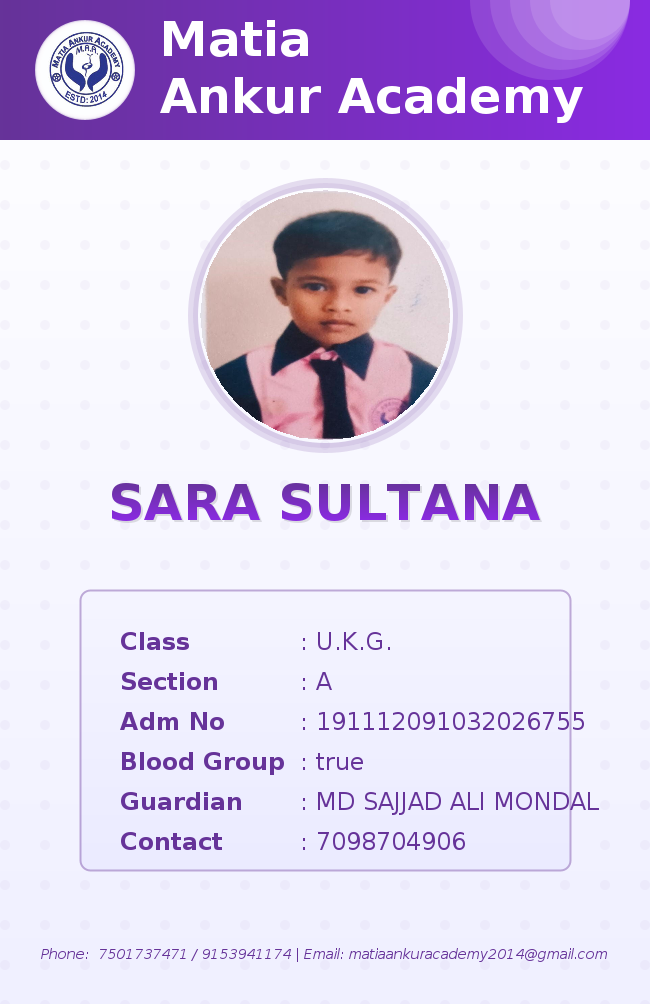 Matia
Ankur Academy
MATIA ANKUR ACADEMY
M.A.A
ESTD: 2014
SARA SULTANA
Class : U.K.G.
Section : A
Adm No : 191112091032026755
Blood Group : true
Guardian : MD SAJJAD ALI MONDAL
Contact : 7098704906
Phone: 7501737471 / 9153941174 | Email: matiaankuracademy2014@gmail.com